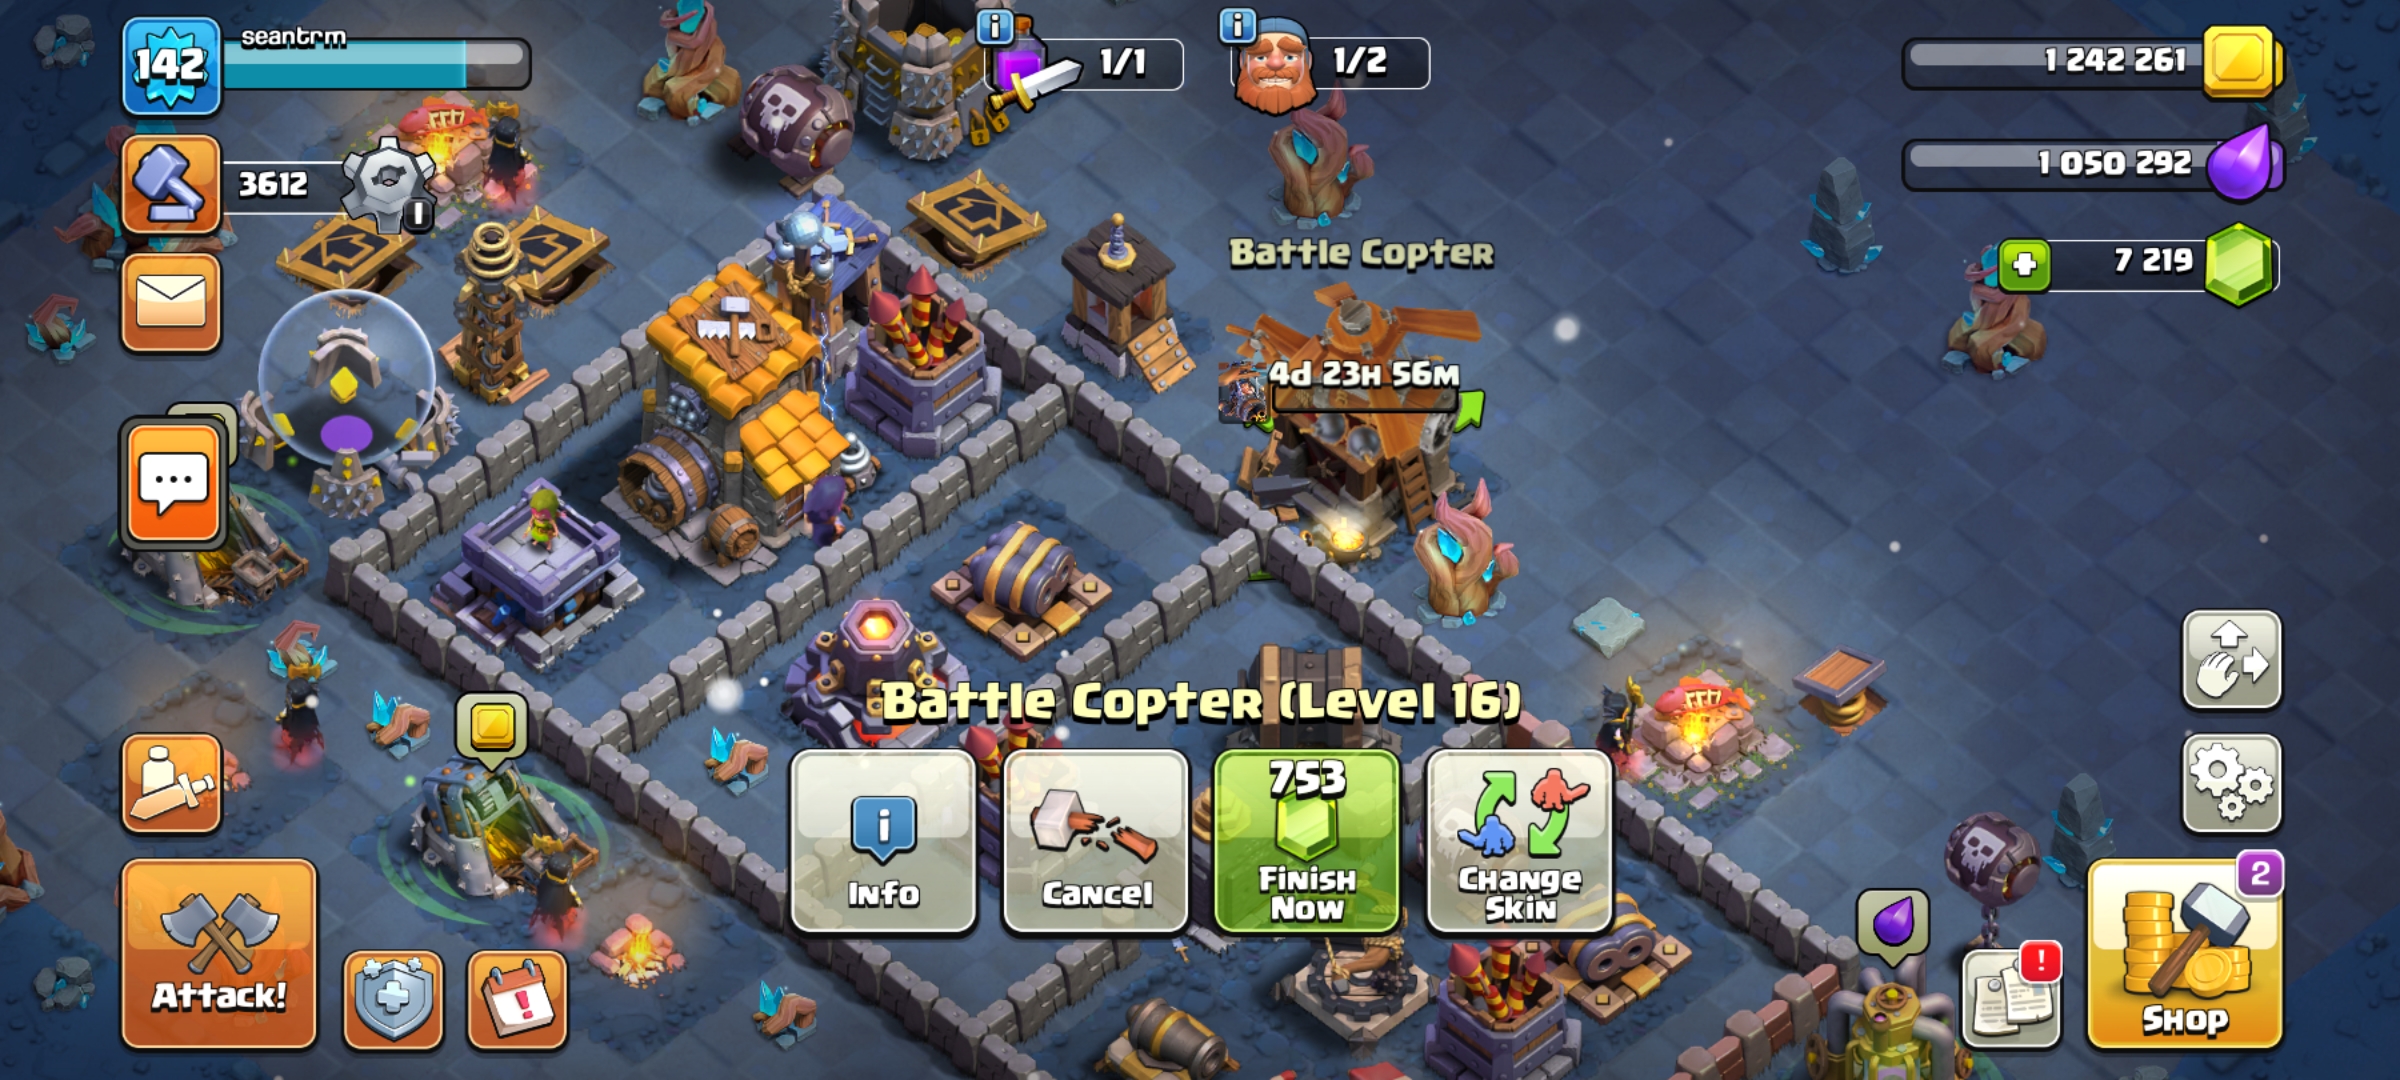 142
seantrm
1/1
1/2
1 242 261
3612
1 050 292
Battle Copter
7 219
4d 23H 56M
Battle Copter (Level 16)
Info
Cancel
753
Finish
Now
Change
Skin
Attack!
2
Shop